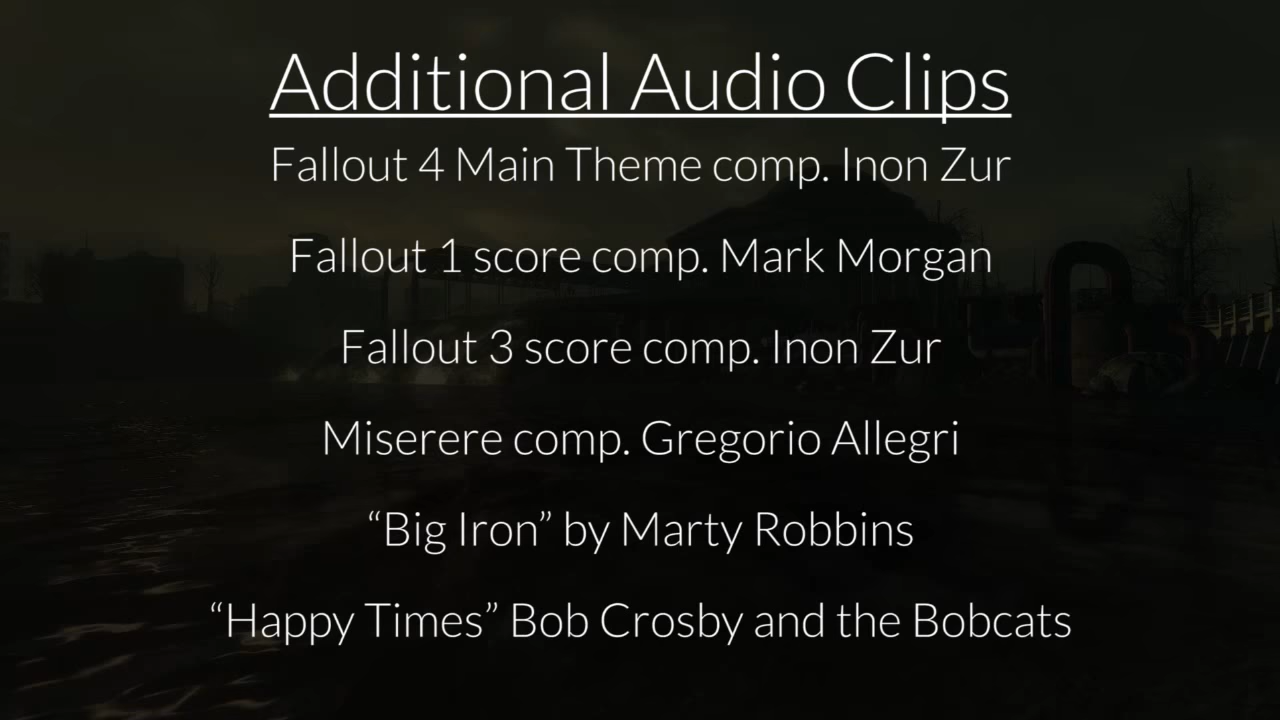 Additional Audio Clips
Fallout 4 Main Theme comp. Inon Zur
Fallout 1 score comp. Mark Morgan
Fallout 3 score comp. Inon Zur
Miserere comp. Gregorio Allegri
“Big Iron” by Marty Robbins
“Happy Times” Bob Crosby and the Bobcats